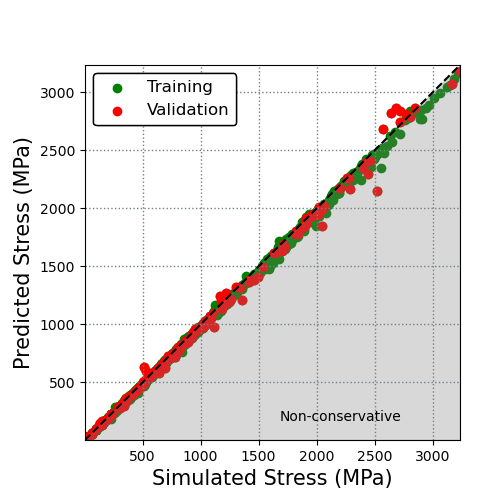 Training
Validation
Predicted Stress (MPa)
3000
2500
2000
1500
1000
500
Non-conservative
500 1000 1500 2000 2500 3000
Simulated Stress (MPa)